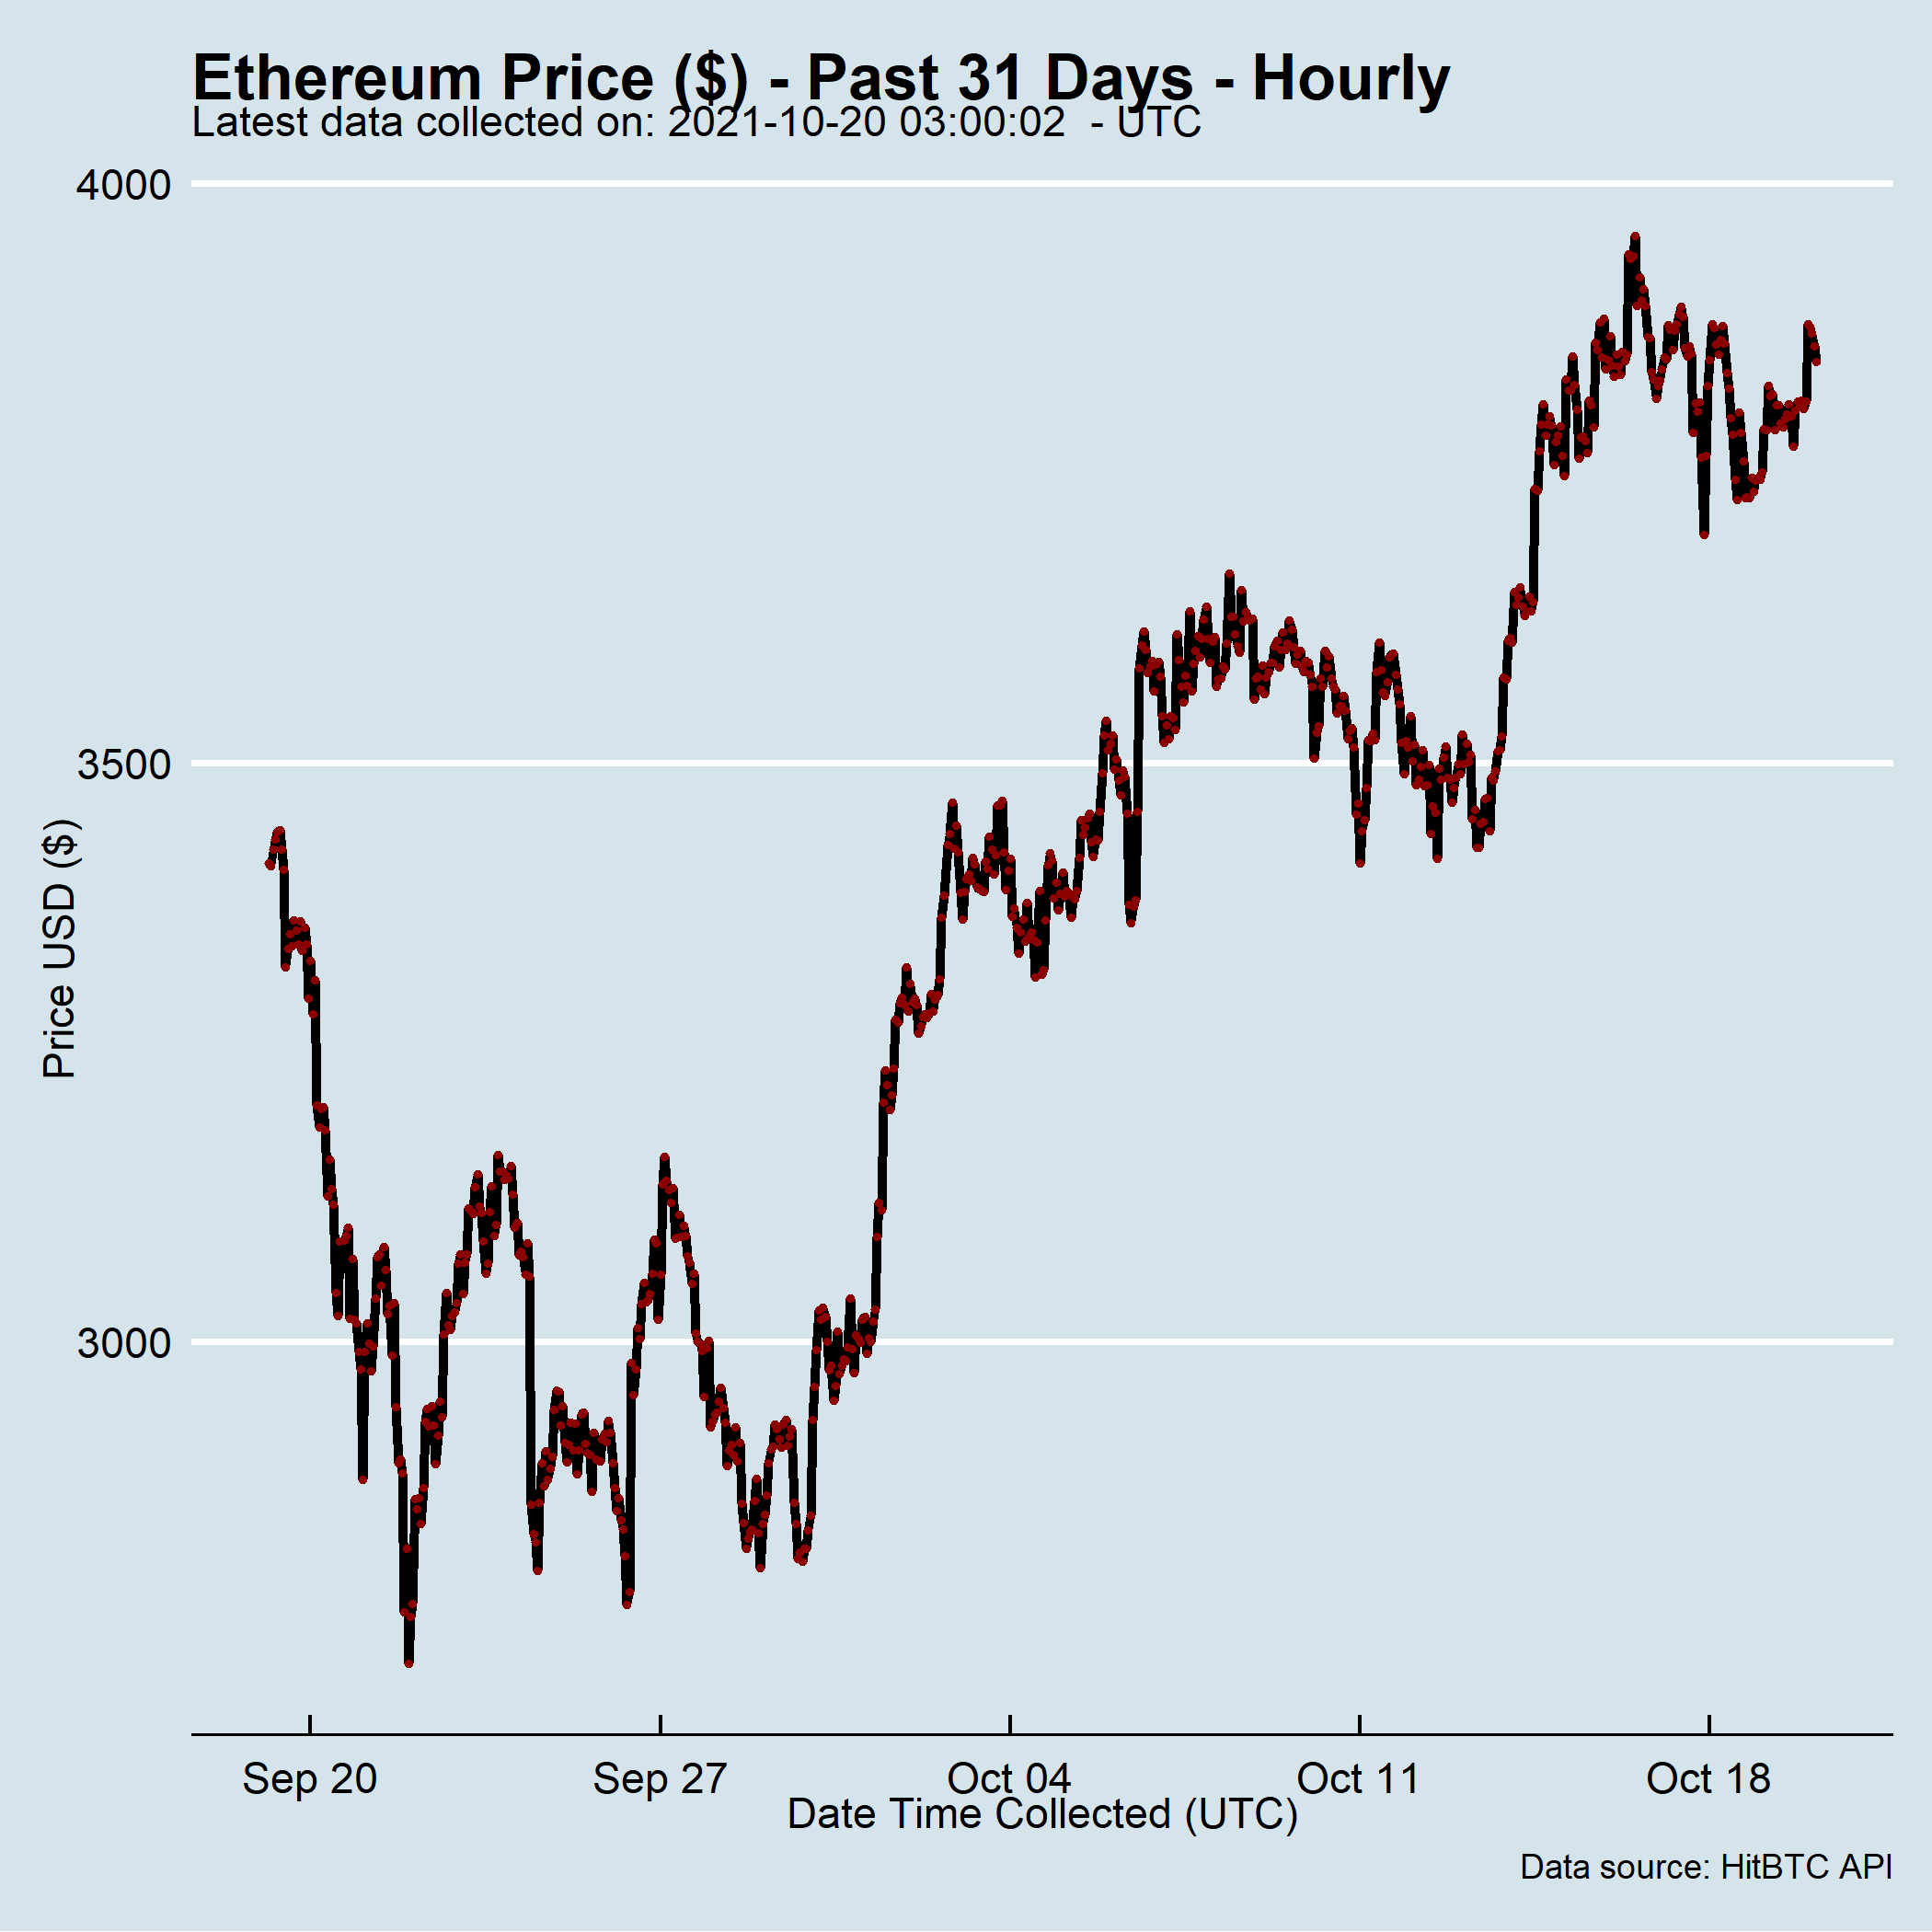 Ethereum Price ($) - Past 31 Days - Hourly
Latest data collected on: 2021-10-20 03:00:02  - UTC
4000
3500
3000
Price USD ($)
Sep 20
Sep 27
Oct 04
Oct 11
Oct 18
Date Time Collected (UTC)
Data source: HitBTC API